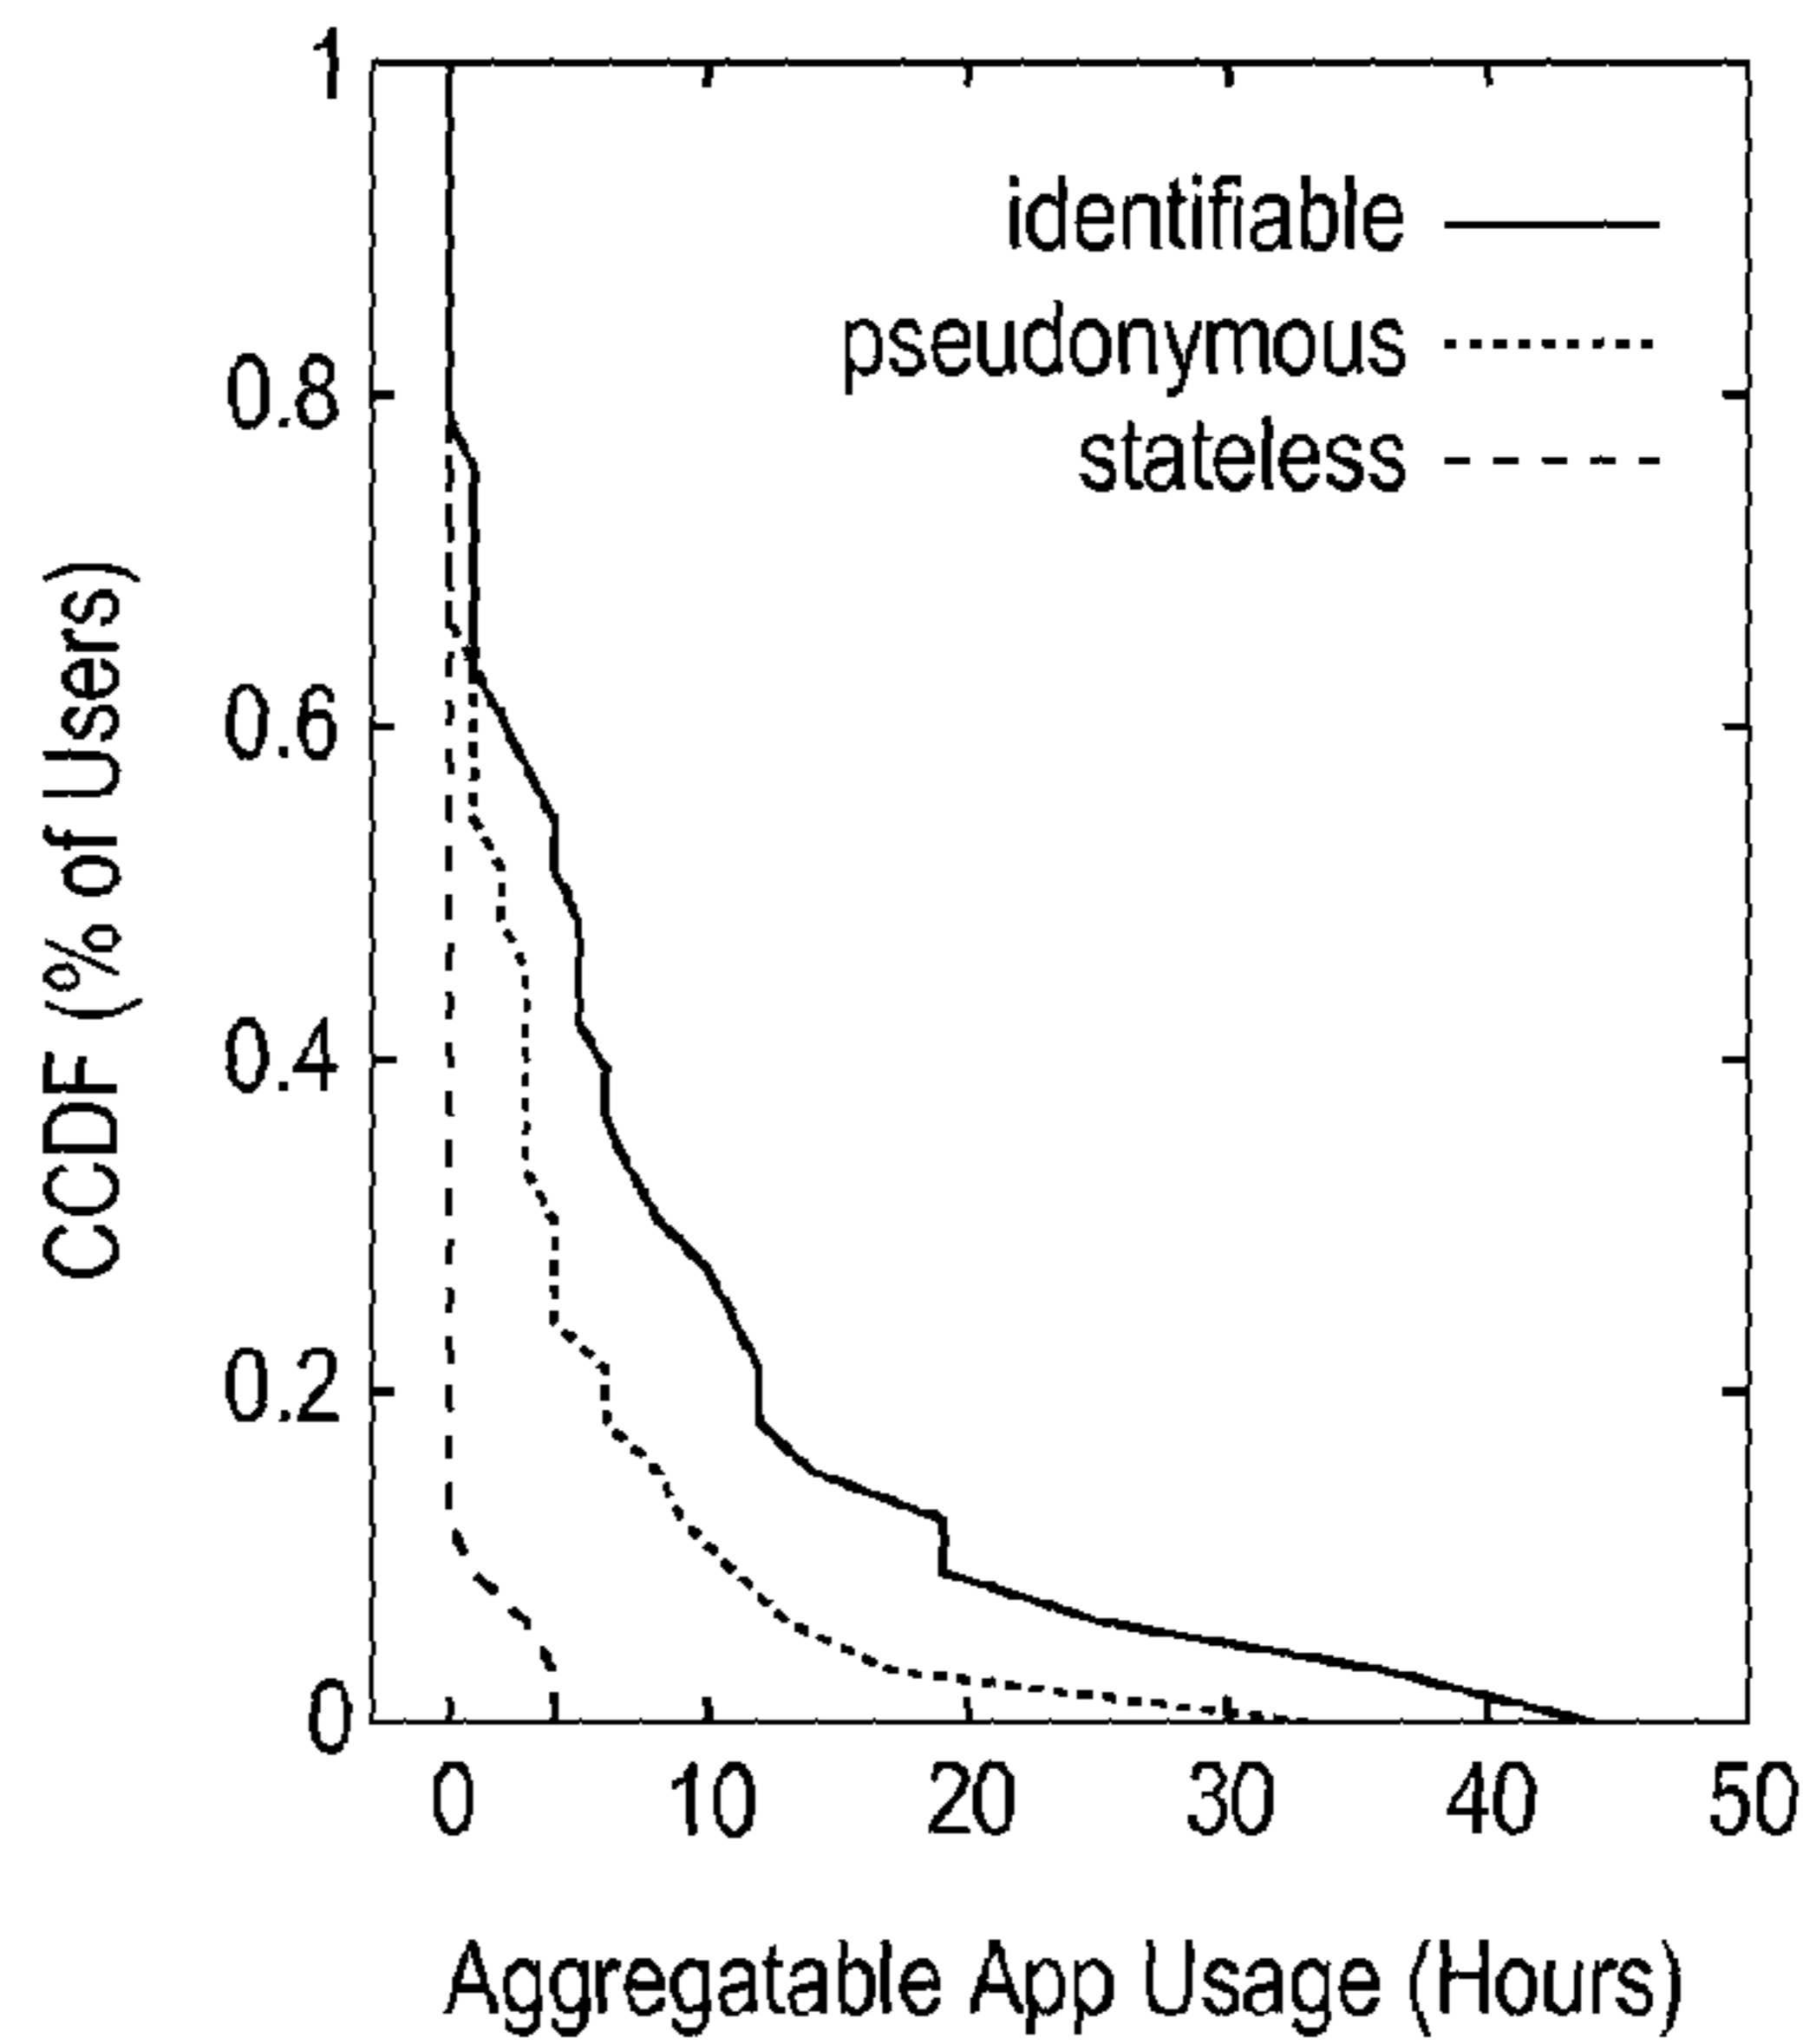 1
0.8
0.6
0.4
0.2
0
CCDF (% of Users)
identifiable
pseudonymous
stateless
0 10 20 30 40 50
Aggregatable App Usage (Hours)